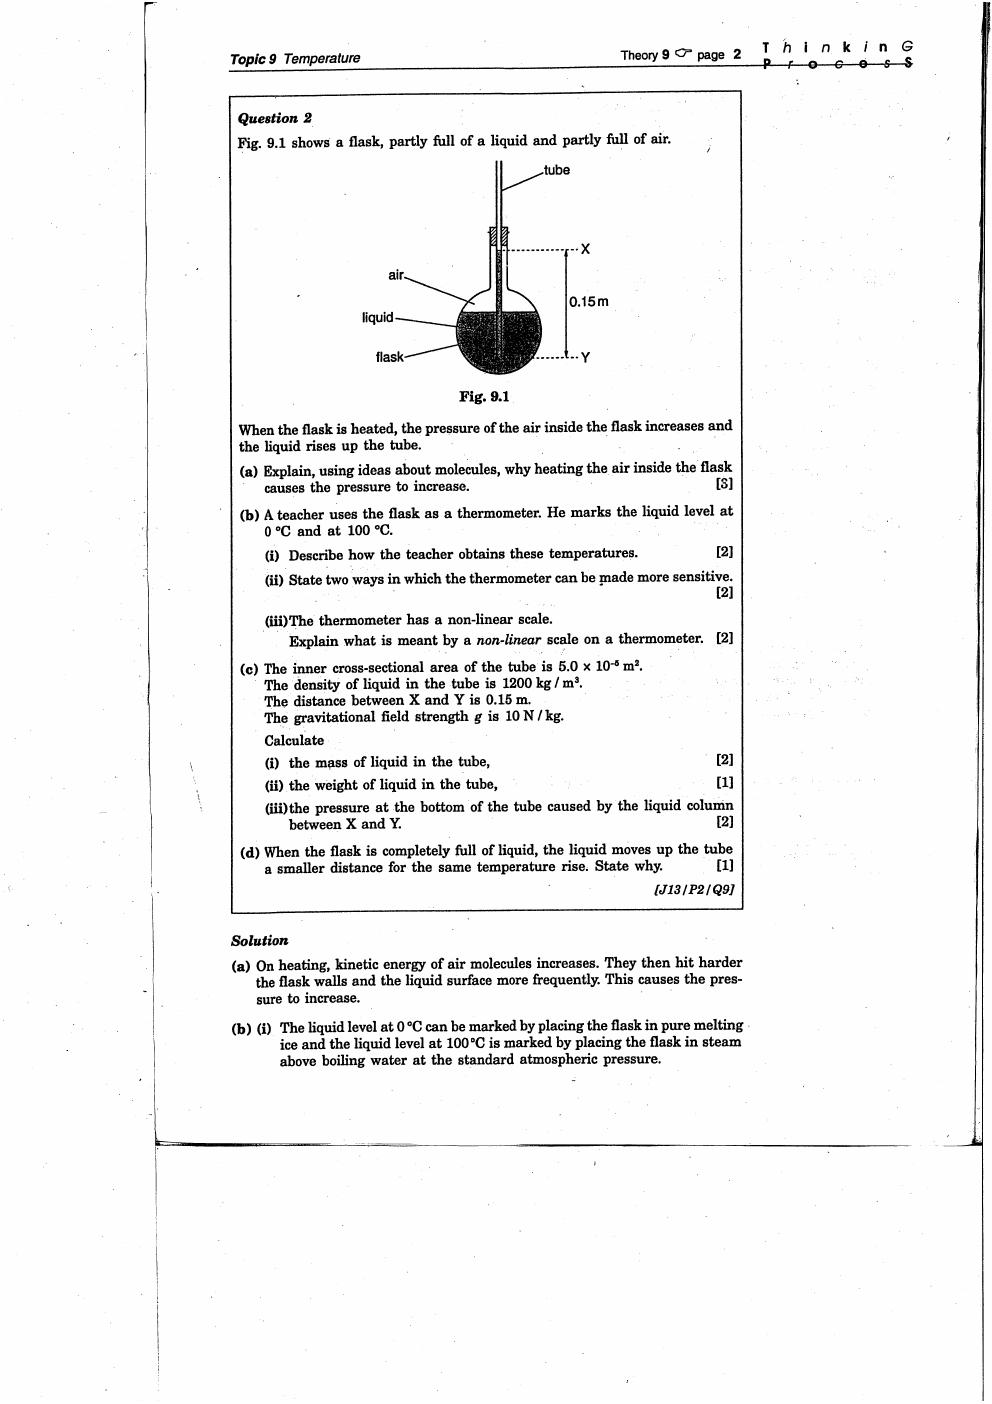 Topic 9 Temperature
Theory 9 ☞ page 2
T h i n k i n G
P r o c e s S
Question 2
Fig. 9.1 shows a flask, partly full of a liquid and partly full of air.
tube
X
air
0.15 m
liquid
flask
Y
Fig. 9.1
When the flask is heated, the pressure of the air inside the flask increases and
the liquid rises up the tube.
(a) Explain, using ideas about molecules, why heating the air inside the flask
causes the pressure to increase. [3]
(b) A teacher uses the flask as a thermometer. He marks the liquid level at
0 °C and at 100 °C.
(i) Describe how the teacher obtains these temperatures. [2]
(ii) State two ways in which the thermometer can be made more sensitive.
[2]
(iii) The thermometer has a non-linear scale.
Explain what is meant by a non-linear scale on a thermometer. [2]
(c) The inner cross-sectional area of the tube is 5.0 × 10⁻⁶ m².
The density of liquid in the tube is 1200 kg / m³.
The distance between X and Y is 0.15 m.
The gravitational field strength g is 10 N / kg.
Calculate
(i) the mass of liquid in the tube, [2]
(ii) the weight of liquid in the tube, [1]
(iii) the pressure at the bottom of the tube caused by the liquid column
between X and Y. [2]
(d) When the flask is completely full of liquid, the liquid moves up the tube
a smaller distance for the same temperature rise. State why. [1]
[J13/P2/Q9]
Solution
(a) On heating, kinetic energy of air molecules increases. They then hit harder
the flask walls and the liquid surface more frequently. This causes the pres-
sure to increase.
(b) (i) The liquid level at 0 °C can be marked by placing the flask in pure melting
ice and the liquid level at 100 °C is marked by placing the flask in steam
above boiling water at the standard atmospheric pressure.